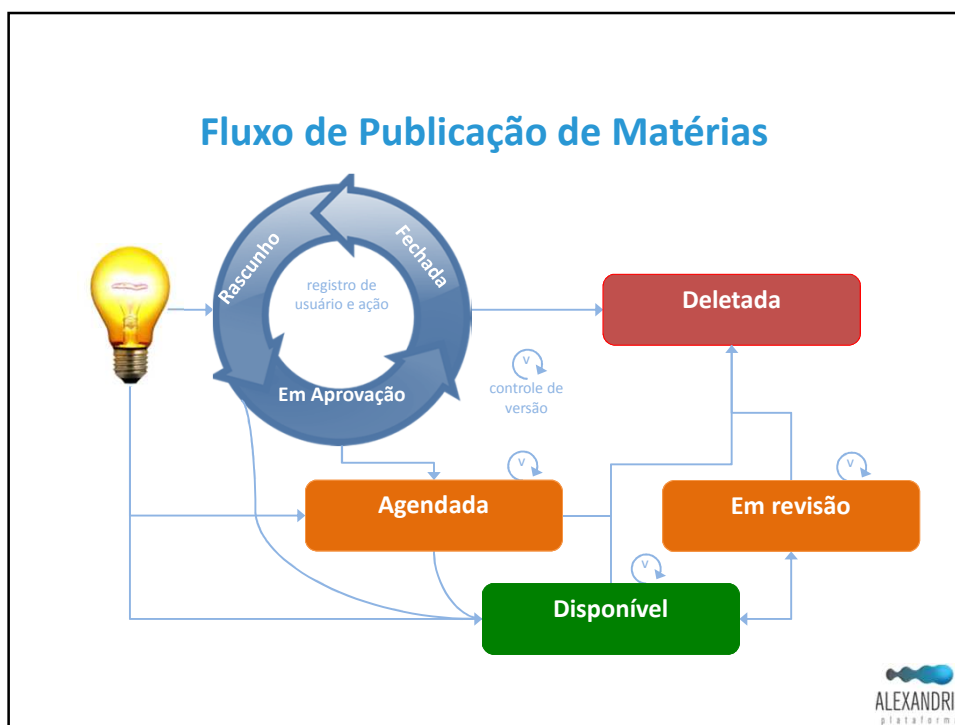 Fluxo de Publicação de Matérias
Rascunho
Fechada
registro de
usuário e ação
Em Aprovação
Deletada
v
controle de
versão
v
Agendada
v
Em revisão
v
Disponível
ALEXANDRI
plataform